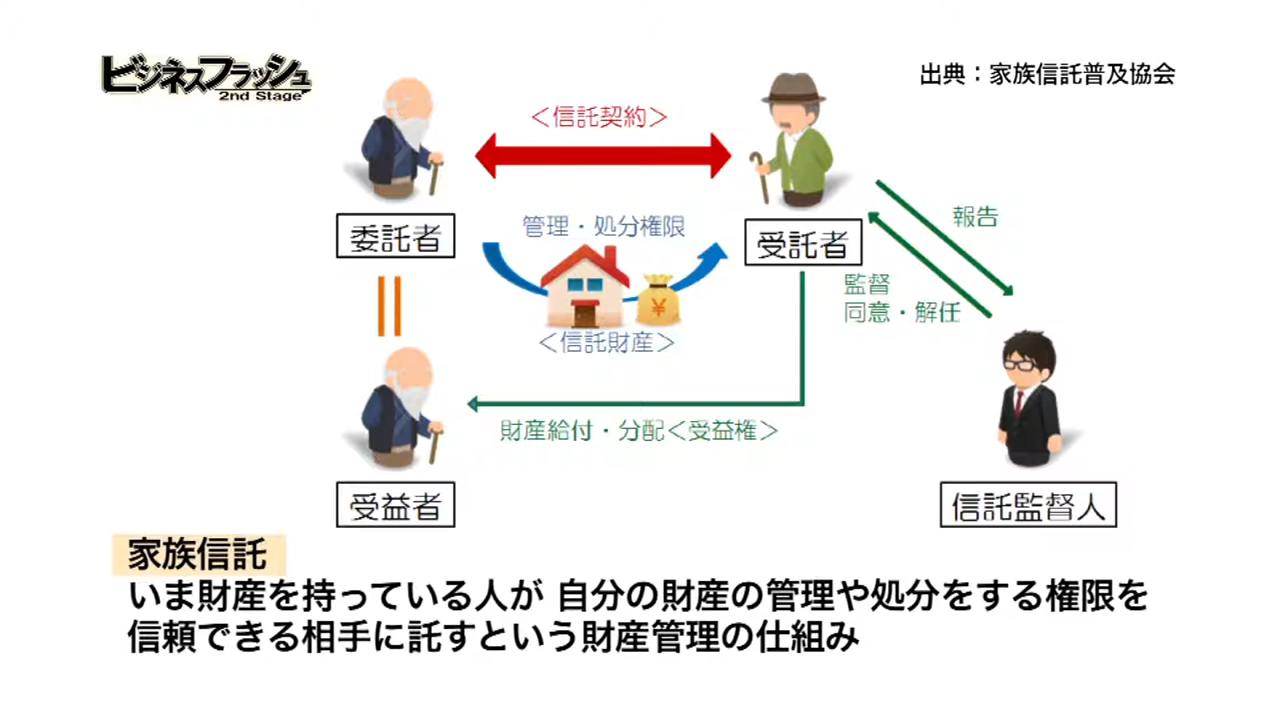 ビジネスフラッシュ
2nd Stage
出典：家族信託普及協会
＜信託契約＞
委託者
管理・処分権限
受託者
報告
監督
同意・解任
¥
＜信託財産＞
財産給付・分配＜受益権＞
受益者
信託監督人
家族信託
いま財産を持っている人が 自分の財産の管理や処分をする権限を
信頼できる相手に託すという財産管理の仕組み